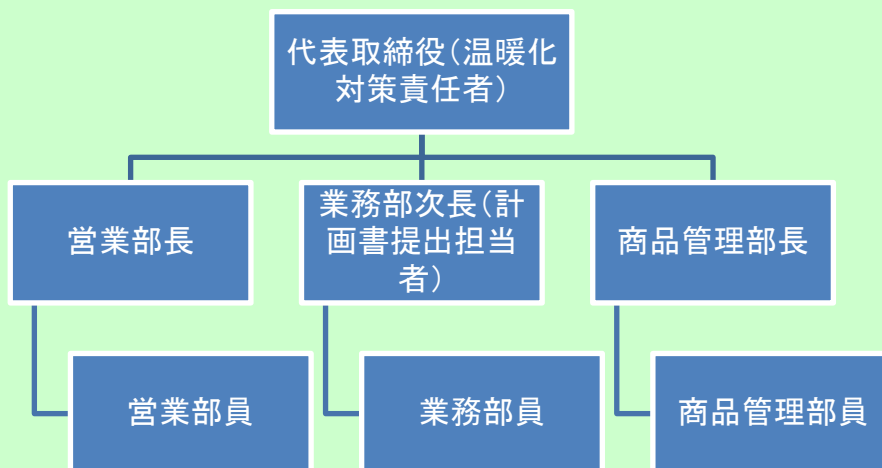 代表取締役（温暖化
対策責任者）
営業部長
業務部次長（計
画書提出担当
者）
商品管理部長
営業部員
業務部員
商品管理部員